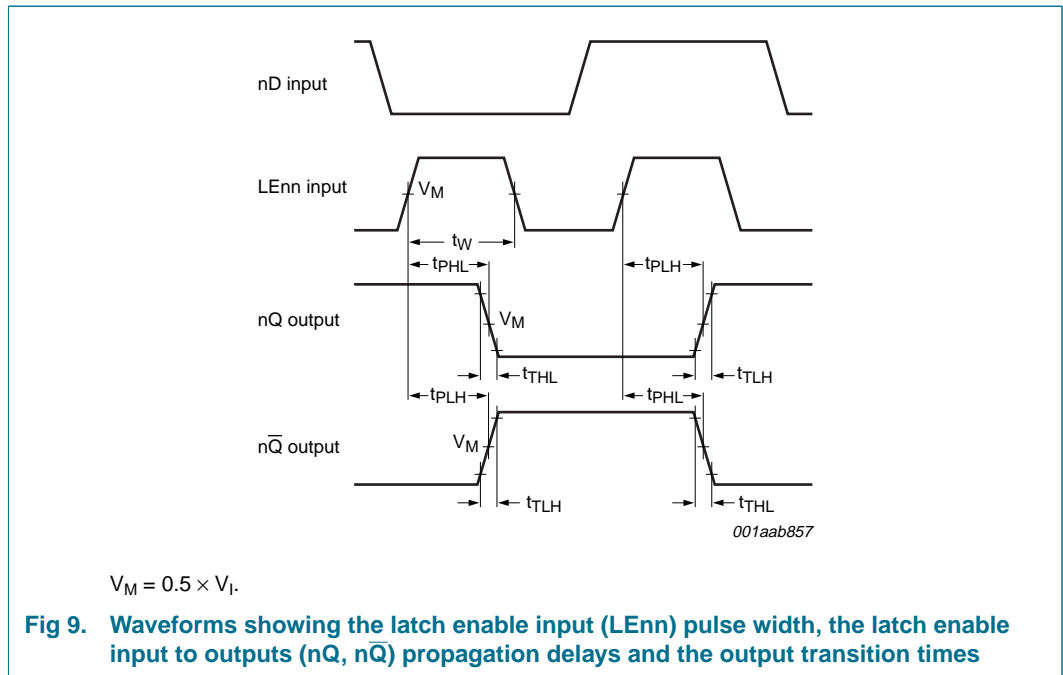 nD input
LEnn input
VM
tW
tPHL
tPLH
nQ output
VM
tTHL
tTLH
tPLH
tPHL
nQ̅ output
VM
tTLH
tTHL
001aab857
VM = 0.5 × VI.
Fig 9. Waveforms showing the latch enable input (LEnn) pulse width, the latch enable
input to outputs (nQ, nQ̅) propagation delays and the output transition times